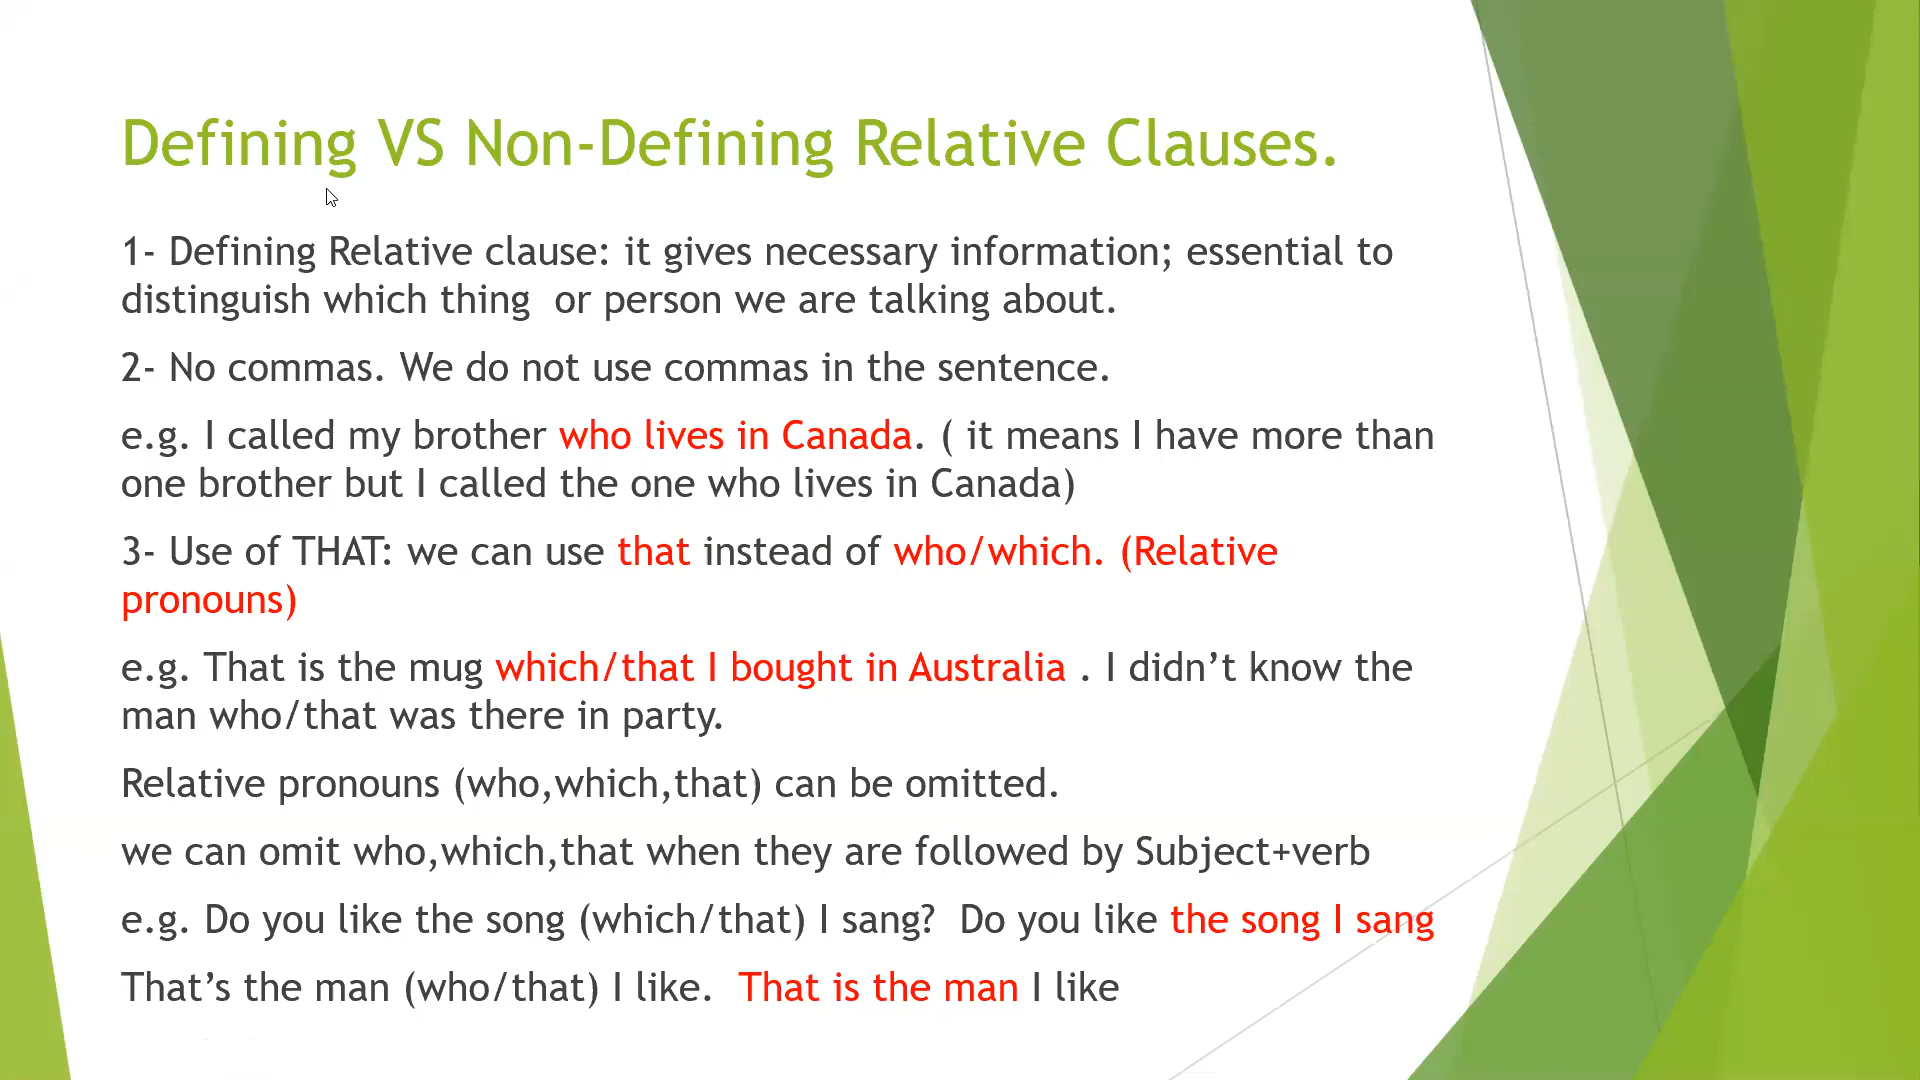 Defining VS Non-Defining Relative Clauses.
1- Defining Relative clause: it gives necessary information; essential to
distinguish which thing  or person we are talking about.
2- No commas. We do not use commas in the sentence.
e.g. I called my brother who lives in Canada. ( it means I have more than
one brother but I called the one who lives in Canada)
3- Use of THAT: we can use that instead of who/which. (Relative
pronouns)
e.g. That is the mug which/that I bought in Australia . I didn’t know the
man who/that was there in party.
Relative pronouns (who,which,that) can be omitted.
we can omit who,which,that when they are followed by Subject+verb
e.g. Do you like the song (which/that) I sang?  Do you like the song I sang
That’s the man (who/that) I like.  That is the man I like